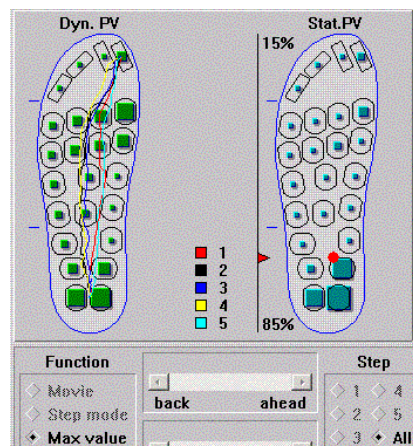 Dyn. PV Stat.PV
15%
1
2
3
4
5
85%
Function Step
Movie 1 4
Step mode back ahead 2 5
Max value 3 All